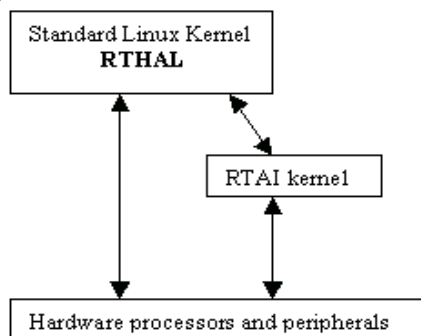 Standard Linux Kernel
RTHAL
RTAI kernel
Hardware processors and peripherals